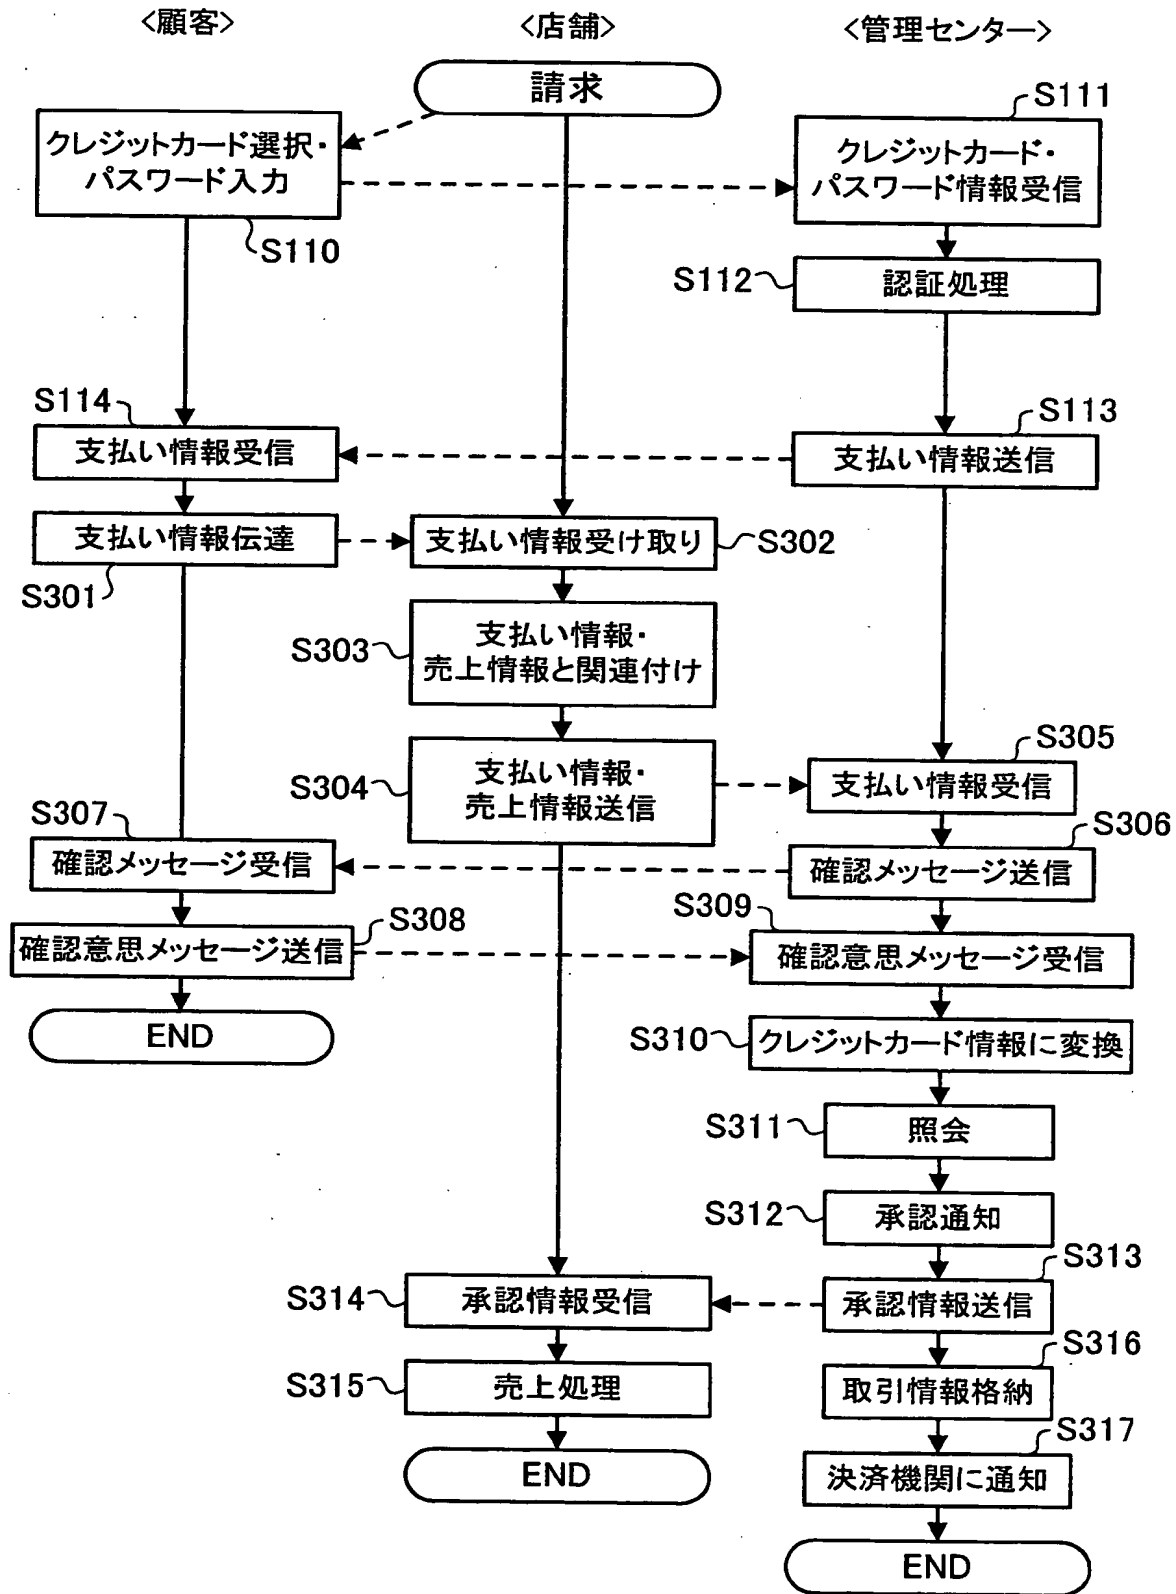 <顧客>
<店舗>
<管理センター>
請求
S111
クレジットカード選択・
パスワード入力
クレジットカード・
パスワード情報受信
S110
S112
認証処理
S114
S113
支払い情報受信
支払い情報送信
支払い情報伝達
支払い情報受け取り
S302
S301
S303
支払い情報・
売上情報と関連付け
S305
S304
支払い情報・
売上情報送信
支払い情報受信
S307
S306
確認メッセージ受信
確認メッセージ送信
S309
S308
確認意思メッセージ送信
確認意思メッセージ受信
END
S310
クレジットカード情報に変換
S311
照会
S312
承認通知
S313
S314
承認情報受信
承認情報送信
S316
S315
売上処理
取引情報格納
S317
END
決済機関に通知
END